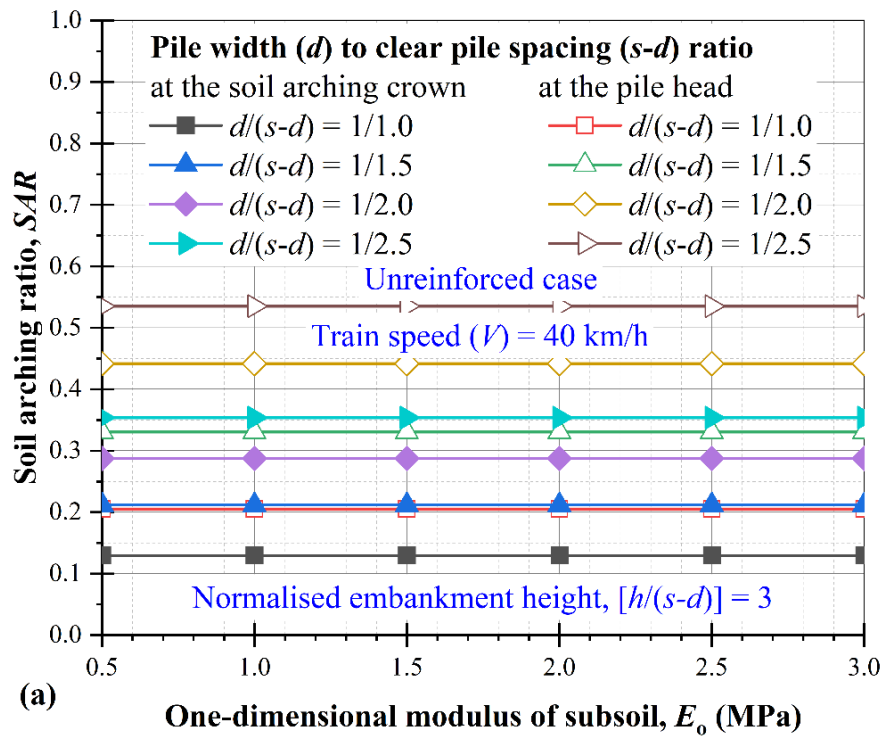 Pile width (d) to clear pile spacing (s-d) ratio
at the soil arching crown
at the pile head
d/(s-d) = 1/1.0
d/(s-d) = 1/1.0
d/(s-d) = 1/1.5
d/(s-d) = 1/1.5
d/(s-d) = 1/2.0
d/(s-d) = 1/2.0
d/(s-d) = 1/2.5
d/(s-d) = 1/2.5
Unreinforced case
Train speed (V) = 40 km/h
Normalised embankment height, [h/(s-d)] = 3
Soil arching ratio, SAR
1.0
0.9
0.8
0.7
0.6
0.5
0.4
0.3
0.2
0.1
0.0
0.5 1.0 1.5 2.0 2.5 3.0
(a)
One-dimensional modulus of subsoil, Eo (MPa)